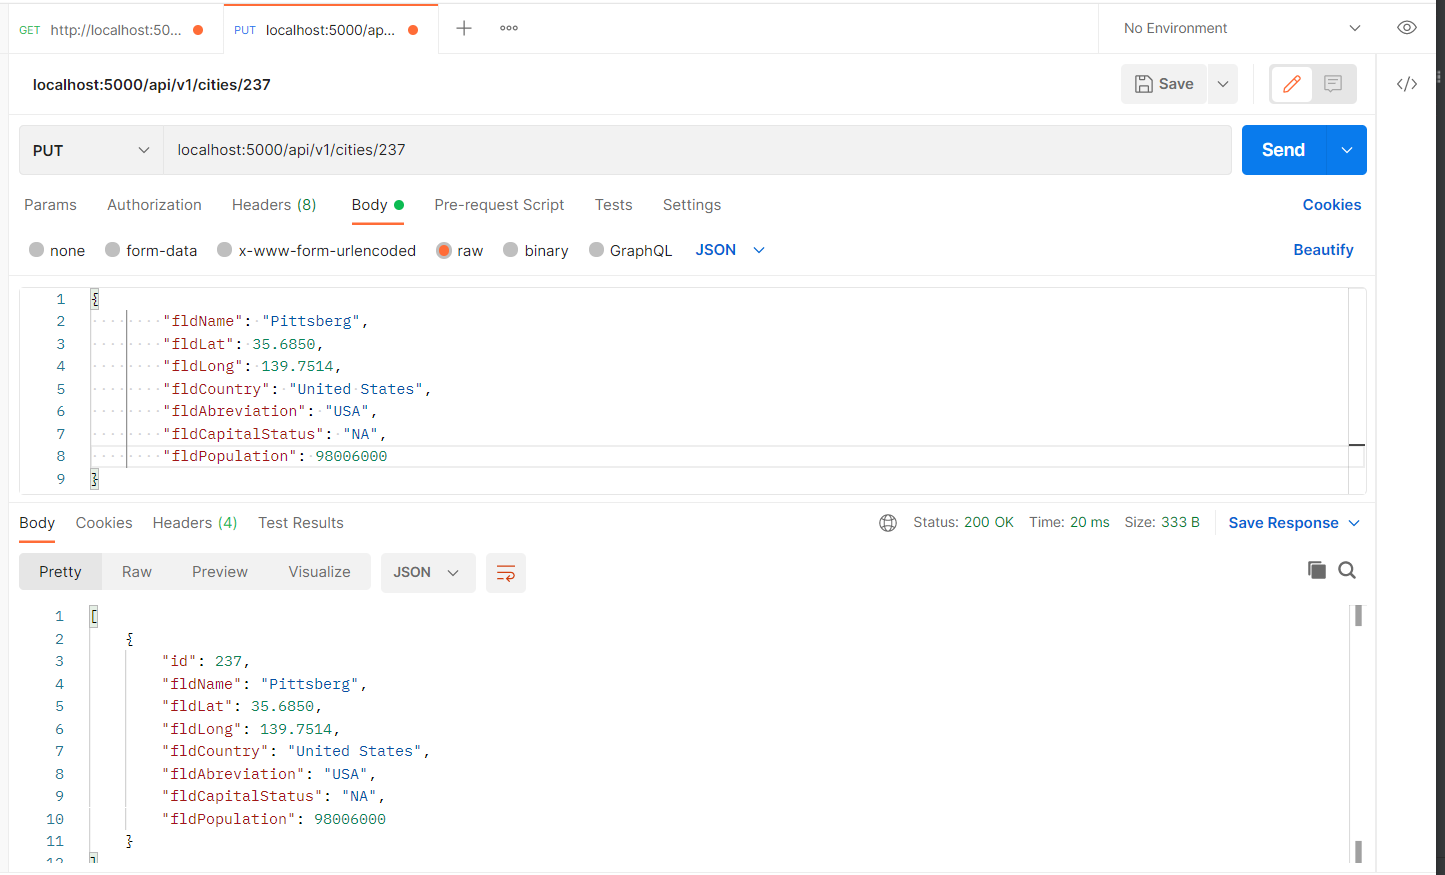 GET http://localhost:50... PUT localhost:5000/ap... No Environment
localhost:5000/api/v1/cities/237 Save
PUT localhost:5000/api/v1/cities/237 Send
Params Authorization Headers (8) Body Pre-request Script Tests Settings Cookies
none form-data x-www-form-urlencoded raw binary GraphQL JSON Beautify
1 {
2 "fldName": "Pittsberg",
3 "fldLat": 35.6850,
4 "fldLong": 139.7514,
5 "fldCountry": "United States",
6 "fldAbreviation": "USA",
7 "fldCapitalStatus": "NA",
8 "fldPopulation": 98006000
9 }
Body Cookies Headers (4) Test Results Status: 200 OK Time: 20 ms Size: 333 B Save Response
Pretty Raw Preview Visualize JSON
1 [
2 {
3 "id": 237,
4 "fldName": "Pittsberg",
5 "fldLat": 35.6850,
6 "fldLong": 139.7514,
7 "fldCountry": "United States",
8 "fldAbreviation": "USA",
9 "fldCapitalStatus": "NA",
10 "fldPopulation": 98006000
11 }
12 ]